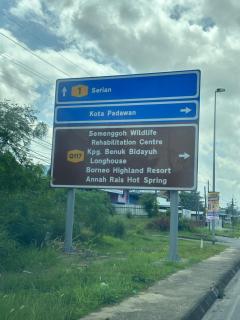 1 Serian
Kota Padawan
Semenggoh Wildlife
Rehabilitation Centre
Q117 Kpg. Benuk Bidayuh
Longhouse
Borneo Highland Resort
Annah Rais Hot Spring